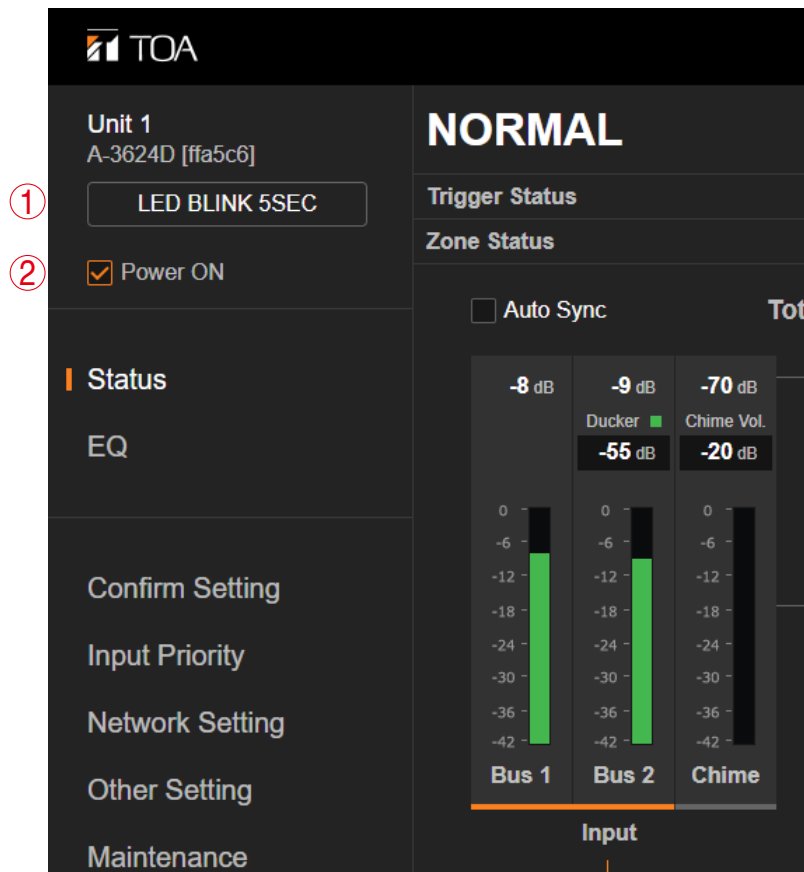 TOA
Unit 1
A-3624D [ffa5c6]
① LED BLINK 5SEC
② Power ON
Status
EQ
Confirm Setting
Input Priority
Network Setting
Other Setting
Maintenance
NORMAL
Trigger Status
Zone Status
Auto Sync Tot
-8 dB -9 dB -70 dB
Ducker Chime Vol.
-55 dB -20 dB
0 0 0
-6 -6 -6
-12 -12 -12
-18 -18 -18
-24 -24 -24
-30 -30 -30
-36 -36 -36
-42 -42 -42
Bus 1 Bus 2 Chime
Input